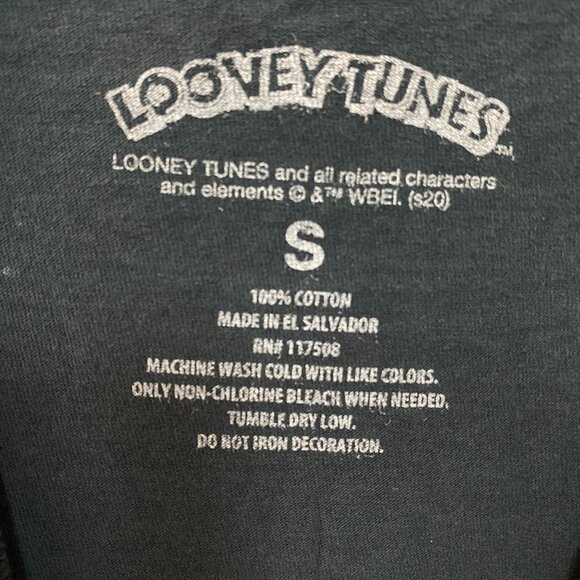 LOONEY TUNES TM
LOONEY TUNES and all related characters
and elements © &™ WBEI. (s20)
S
100% COTTON
MADE IN EL SALVADOR
RN# 117508
MACHINE WASH COLD WITH LIKE COLORS.
ONLY NON-CHLORINE BLEACH WHEN NEEDED.
TUMBLE DRY LOW.
DO NOT IRON DECORATION.